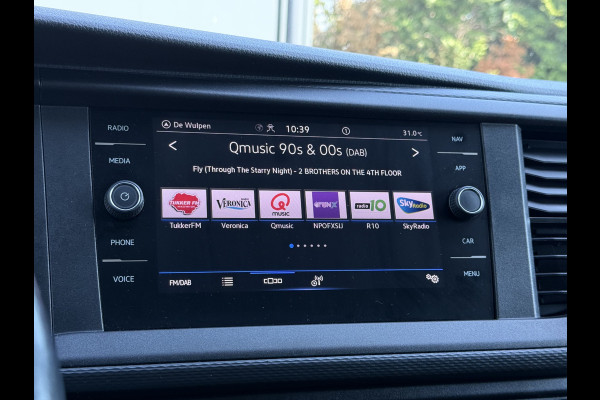 RADIO
MEDIA
PHONE
VOICE
De Wulpen
10:39
31.0 °C
< Qmusic 90s & 00s (DAB) >
Fly (Through The Starry Night) - 2 BROTHERS ON THE 4TH FLOOR
TUKKER FM
VERONICA
Q MUSIC
FUNX
radio 10
Sky Radio
TukkerFM
Veronica
Qmusic
NPOFXSLJ
R10
SkyRadio
FM/DAB
NAV
APP
CAR
MENU